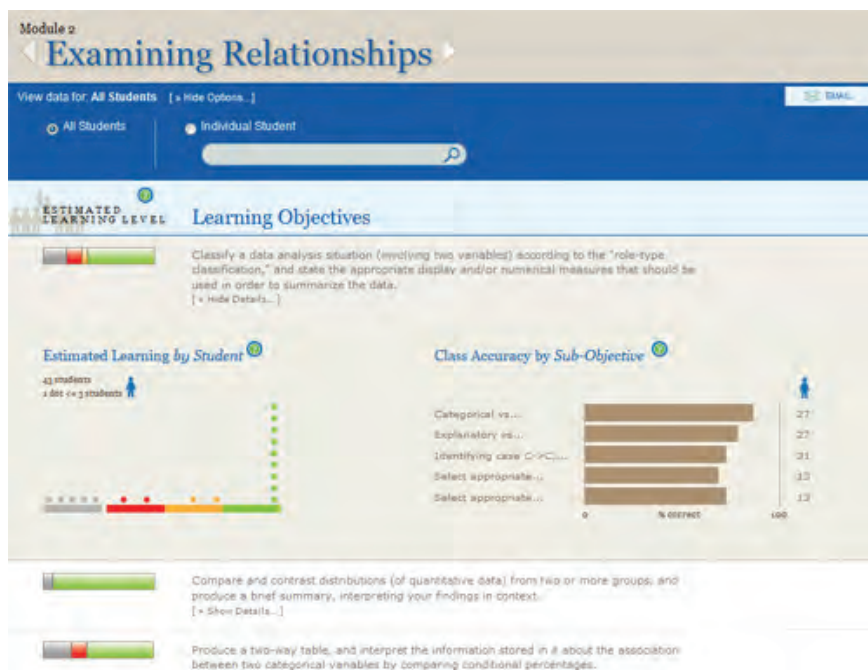 Module 2
Examining Relationships
View data for: All Students [» Hide Options...]
EMAIL
All Students
Individual Student
ESTIMATED
LEARNING LEVEL
Learning Objectives
Classify a data analysis situation (involving two variables) according to the "role-type
classification," and state the appropriate display and/or numerical measures that should be
used in order to summarize the data.
[ « Hide Details...]
Estimated Learning by Student
43 students
1 dot <= 3 students
Class Accuracy by Sub-Objective
Categorical vs... 27
Explanatory vs... 27
Identifying case C->C....
Select appropriate... 13
Select appropriate... 13
0 % correct 100
Compare and contrast distributions (of quantitative data) from two or more groups, and
produce a brief summary, interpreting your findings in context.
[ » Show Details...]
Produce a two-way table, and interpret the information stored in it about the association
between two categorical variables by comparing conditional percentages.